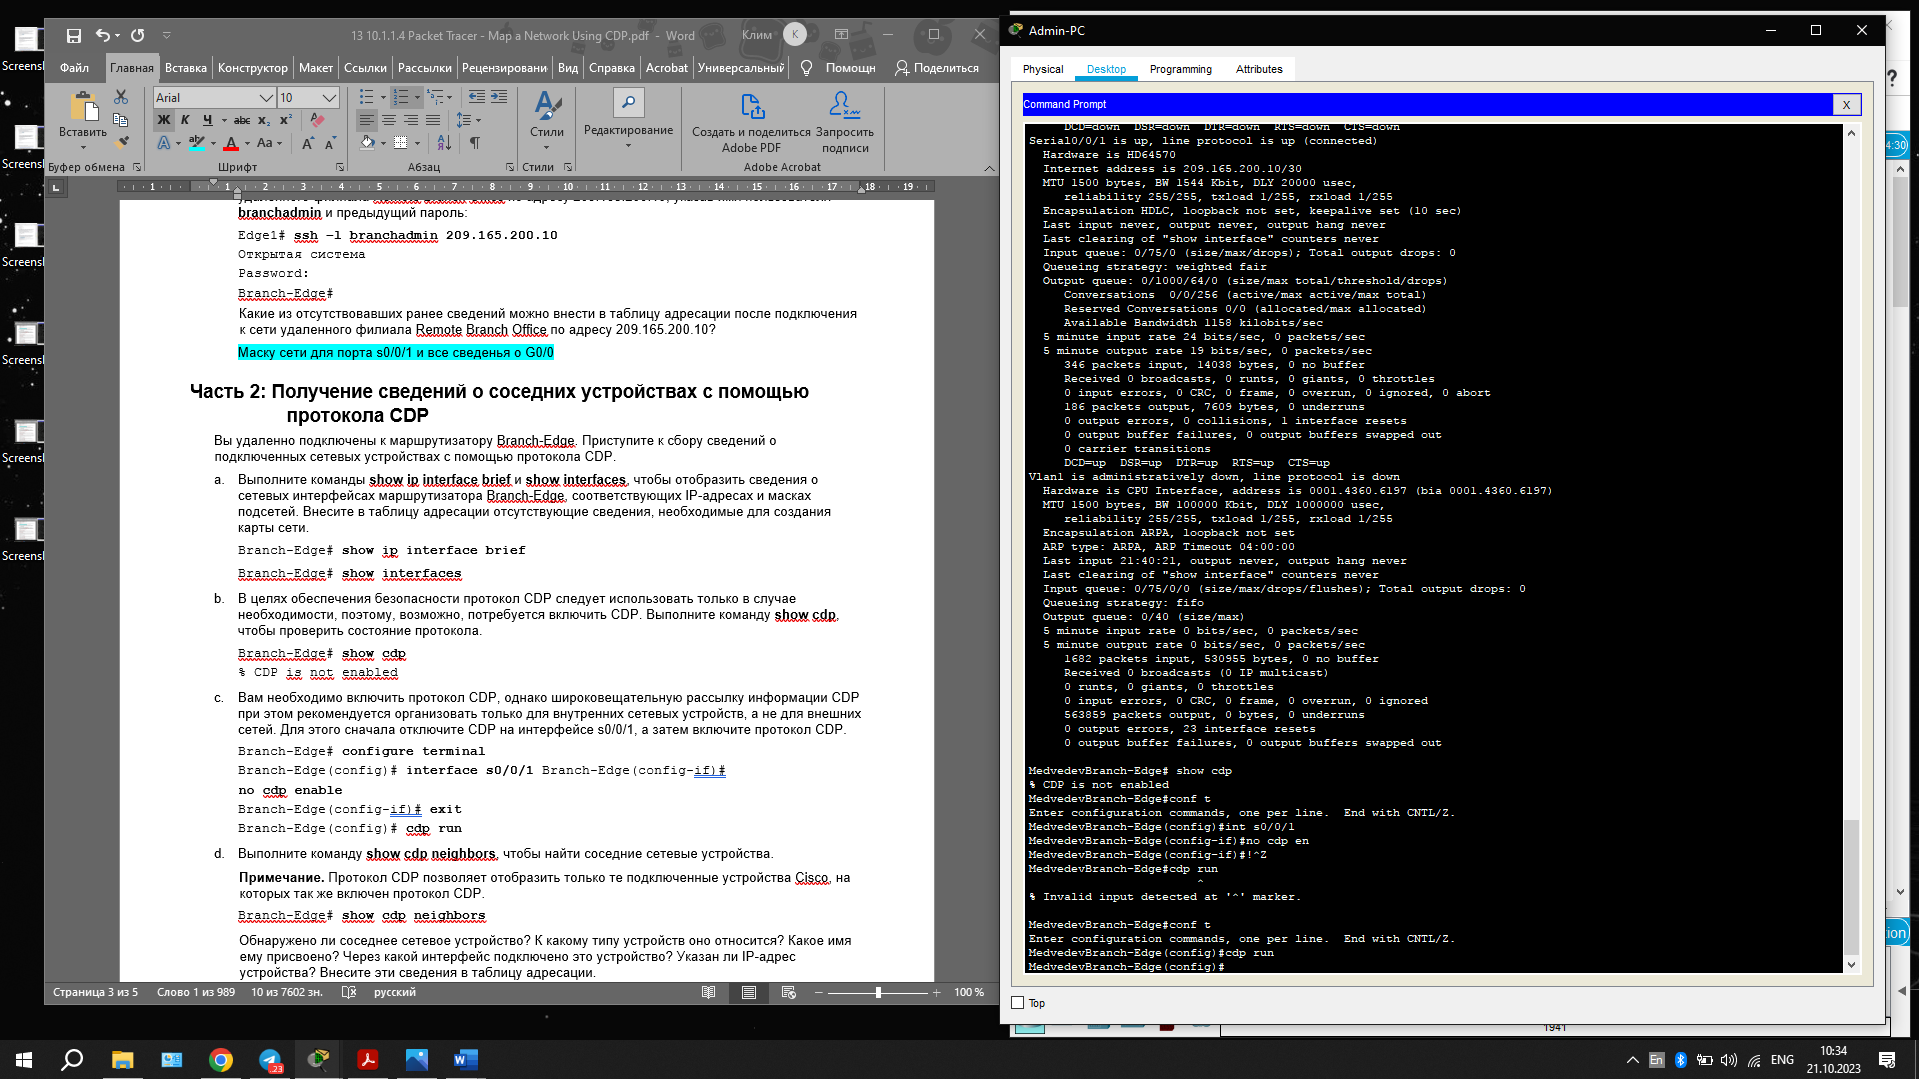 13 10.1.1.4 Packet Tracer - Map a Network Using CDP.pdf - Word
Клим
К
Файл Главная Вставка Конструктор Макет Ссылки Рассылки Рецензировани Вид Справка Acrobat Универсальный Помощн Поделиться
Arial 10
Вставить
Ж К Ч abc x₂ x²
Aa
Стили
Редактирование
Создать и поделиться
Adobe PDF
Запросить
подписи
Буфер обмена Шрифт Абзац Стили Adobe Acrobat
branchadmin и предыдущий пароль:
Edge1# ssh –l branchadmin 209.165.200.10
Открытая система
Password:
Branch-Edge#
Какие из отсутствовавших ранее сведений можно внести в таблицу адресации после подключения
к сети удаленного филиала Remote Branch Office по адресу 209.165.200.10?
Маску сети для порта s0/0/1 и все сведенья о G0/0
Часть 2: Получение сведений о соседних устройствах с помощью
протокола CDP
Вы удаленно подключены к маршрутизатору Branch-Edge. Приступите к сбору сведений о
подключенных сетевых устройствах с помощью протокола CDP.
a. Выполните команды show ip interface brief и show interfaces, чтобы отобразить сведения о
сетевых интерфейсах маршрутизатора Branch-Edge, соответствующих IP-адресах и масках
подсетей. Внесите в таблицу адресации отсутствующие сведения, необходимые для создания
карты сети.
Branch-Edge# show ip interface brief
Branch-Edge# show interfaces
b. В целях обеспечения безопасности протокол CDP следует использовать только в случае
необходимости, поэтому, возможно, потребуется включить CDP. Выполните команду show cdp,
чтобы проверить состояние протокола.
Branch-Edge# show cdp
% CDP is not enabled
c. Вам необходимо включить протокол CDP, однако широковещательную рассылку информации CDP
при этом рекомендуется организовать только для внутренних сетевых устройств, а не для внешних
сетей. Для этого сначала отключите CDP на интерфейсе s0/0/1, а затем включите протокол CDP.
Branch-Edge# configure terminal
Branch-Edge(config)# interface s0/0/1 Branch-Edge(config-if)#
no cdp enable
Branch-Edge(config-if)# exit
Branch-Edge(config)# cdp run
d. Выполните команду show cdp neighbors, чтобы найти соседние сетевые устройства.
Примечание. Протокол CDP позволяет отобразить только те подключенные устройства Cisco, на
которых так же включен протокол CDP.
Branch-Edge# show cdp neighbors
Обнаружено ли соседнее сетевое устройство? К какому типу устройств оно относится? Какое имя
ему присвоено? Через какой интерфейс подключено это устройство? Указан ли IP-адрес
устройства? Внесите эти сведения в таблицу адресации.
Страница 3 из 5 Слово 1 из 989 10 из 7602 зн. русский 100 %
Admin-PC
Physical Desktop Programming Attributes
Command Prompt X
DCD=down DSR=down DTR=down RTS=down CTS=down
Serial0/0/1 is up, line protocol is up (connected)
Hardware is HD64570
Internet address is 209.165.200.10/30
MTU 1500 bytes, BW 1544 Kbit, DLY 20000 usec,
reliability 255/255, txload 1/255, rxload 1/255
Encapsulation HDLC, loopback not set, keepalive set (10 sec)
Last input never, output never, output hang never
Last clearing of "show interface" counters never
Input queue: 0/75/0 (size/max/drops); Total output drops: 0
Queueing strategy: weighted fair
Output queue: 0/1000/64/0 (size/max total/threshold/drops)
Conversations 0/0/256 (active/max active/max total)
Reserved Conversations 0/0 (allocated/max allocated)
Available Bandwidth 1158 kilobits/sec
5 minute input rate 24 bits/sec, 0 packets/sec
5 minute output rate 19 bits/sec, 0 packets/sec
346 packets input, 14038 bytes, 0 no buffer
Received 0 broadcasts, 0 runts, 0 giants, 0 throttles
0 input errors, 0 CRC, 0 frame, 0 overrun, 0 ignored, 0 abort
186 packets output, 7609 bytes, 0 underruns
0 output errors, 0 collisions, 1 interface resets
0 output buffer failures, 0 output buffers swapped out
0 carrier transitions
DCD=up DSR=up DTR=up RTS=up CTS=up
Vlan1 is administratively down, line protocol is down
Hardware is CPU Interface, address is 0001.4360.6197 (bia 0001.4360.6197)
MTU 1500 bytes, BW 100000 Kbit, DLY 1000000 usec,
reliability 255/255, txload 1/255, rxload 1/255
Encapsulation ARPA, loopback not set
ARP type: ARPA, ARP Timeout 04:00:00
Last input 21:40:21, output never, output hang never
Last clearing of "show interface" counters never
Input queue: 0/75/0/0 (size/max/drops/flushes); Total output drops: 0
Queueing strategy: fifo
Output queue: 0/40 (size/max)
5 minute input rate 0 bits/sec, 0 packets/sec
5 minute output rate 0 bits/sec, 0 packets/sec
1682 packets input, 530955 bytes, 0 no buffer
Received 0 broadcasts (0 IP multicast)
0 runts, 0 giants, 0 throttles
0 input errors, 0 CRC, 0 frame, 0 overrun, 0 ignored
563859 packets output, 0 bytes, 0 underruns
0 output errors, 23 interface resets
0 output buffer failures, 0 output buffers swapped out
MedvedevBranch-Edge# show cdp
% CDP is not enabled
MedvedevBranch-Edge#conf t
Enter configuration commands, one per line. End with CNTL/Z.
MedvedevBranch-Edge(config)#int s0/0/1
MedvedevBranch-Edge(config-if)#no cdp en
MedvedevBranch-Edge(config-if)#!^Z
MedvedevBranch-Edge#cdp run
^
% Invalid input detected at '^' marker.
MedvedevBranch-Edge#conf t
Enter configuration commands, one per line. End with CNTL/Z.
MedvedevBranch-Edge(config)#cdp run
MedvedevBranch-Edge(config)#
Top
1941
4:30
Screensl
Screensl
Screensl
Screensl
Screensl
Screensl
23
En
ENG
10:34
21.10.2023